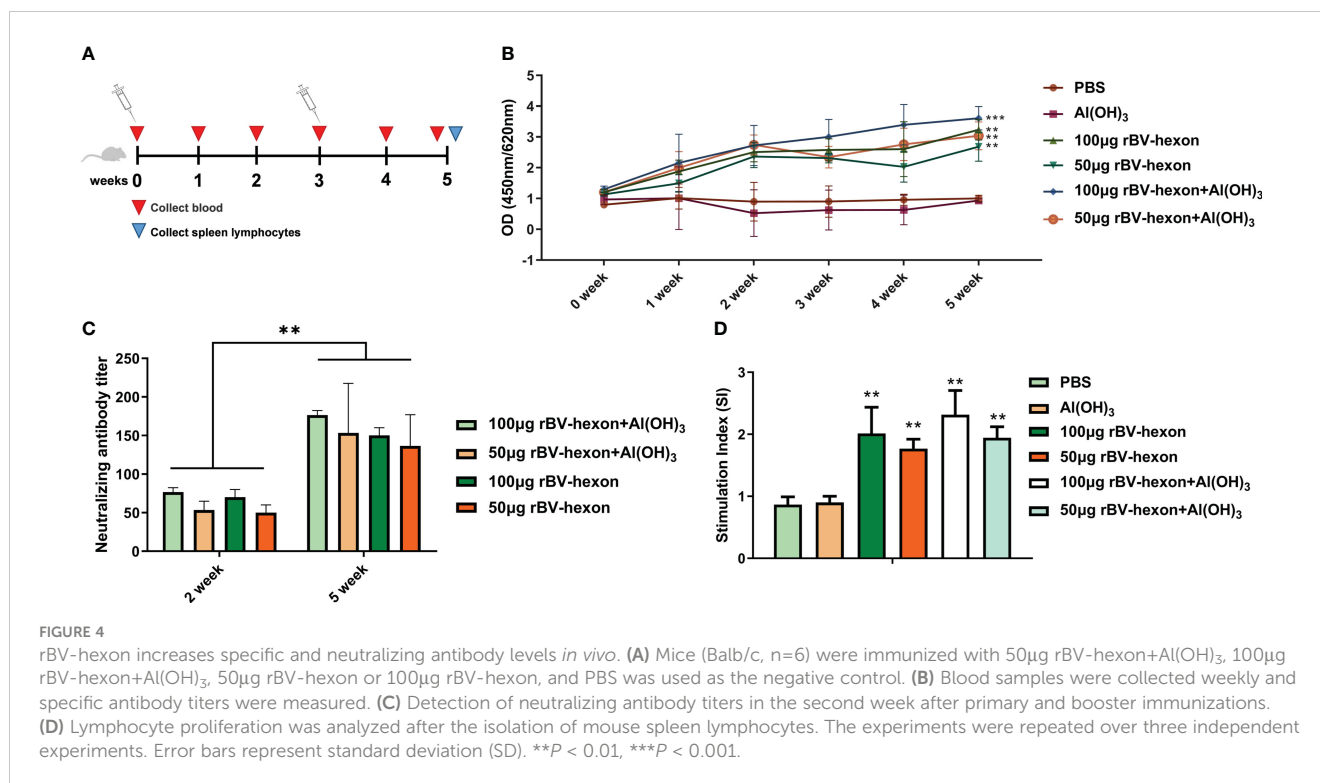 A
weeks 0 1 2 3 4 5
Collect blood
Collect spleen lymphocytes
B
OD (450nm/620nm)
5
4
3
2
1
0
-1
0 week 1 week 2 week 3 week 4 week 5 week
***
**
**
**
PBS
Al(OH)₃
100μg rBV-hexon
50μg rBV-hexon
100μg rBV-hexon+Al(OH)₃
50μg rBV-hexon+Al(OH)₃
C
**
Neutralizing antibody titer
250
200
150
100
50
0
2 week 5 week
100μg rBV-hexon+Al(OH)₃
50μg rBV-hexon+Al(OH)₃
100μg rBV-hexon
50μg rBV-hexon
D
Stimulation Index (SI)
3
2
1
0
** ** ** **
PBS
Al(OH)₃
100μg rBV-hexon
50μg rBV-hexon
100μg rBV-hexon+Al(OH)₃
50μg rBV-hexon+Al(OH)₃
FIGURE 4
rBV-hexon increases specific and neutralizing antibody levels in vivo. (A) Mice (Balb/c, n=6) were immunized with 50μg rBV-hexon+Al(OH)₃, 100μg
rBV-hexon+Al(OH)₃, 50μg rBV-hexon or 100μg rBV-hexon, and PBS was used as the negative control. (B) Blood samples were collected weekly and
specific antibody titers were measured. (C) Detection of neutralizing antibody titers in the second week after primary and booster immunizations.
(D) Lymphocyte proliferation was analyzed after the isolation of mouse spleen lymphocytes. The experiments were repeated over three independent
experiments. Error bars represent standard deviation (SD). **P < 0.01, ***P < 0.001.